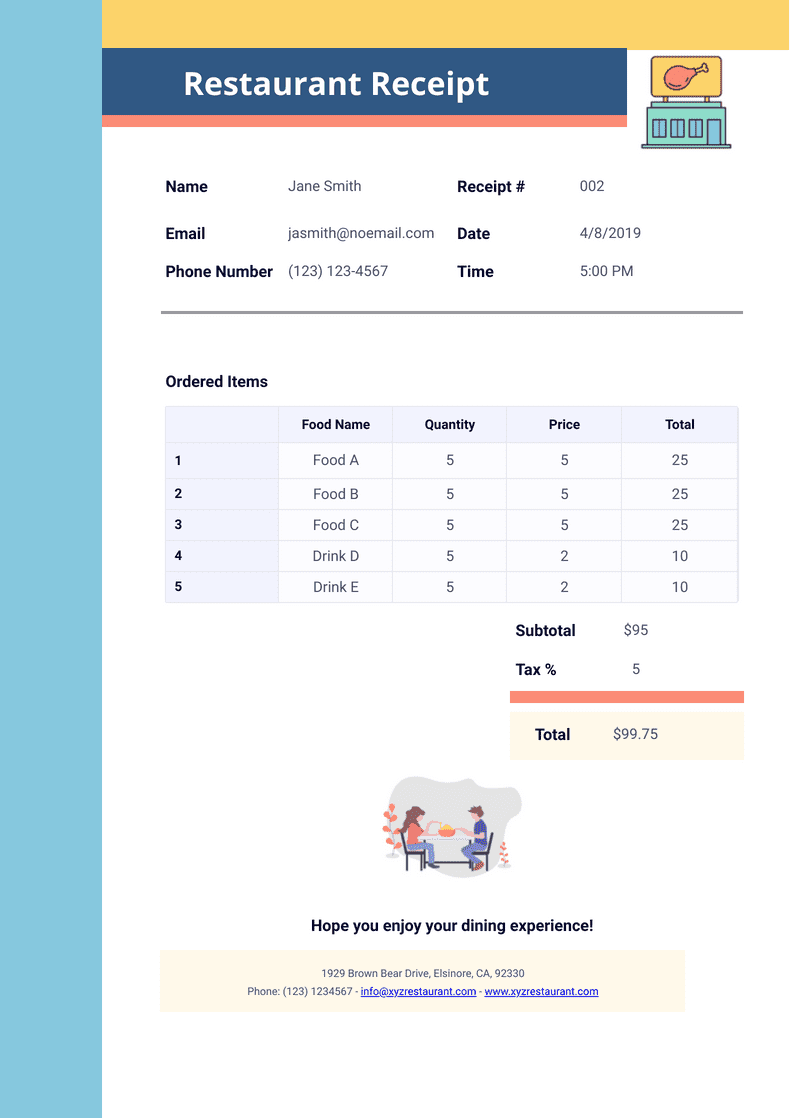 Restaurant Receipt
Name Jane Smith Receipt # 002
Email jasmith@noemail.com Date 4/8/2019
Phone Number (123) 123-4567 Time 5:00 PM
Ordered Items
Food Name Quantity Price Total
1 Food A 5 5 25
2 Food B 5 5 25
3 Food C 5 5 25
4 Drink D 5 2 10
5 Drink E 5 2 10
Subtotal $95
Tax % 5
Total $99.75
Hope you enjoy your dining experience!
1929 Brown Bear Drive, Elsinore, CA, 92330
Phone: (123) 1234567 - info@xyzrestaurant.com - www.xyzrestaurant.com